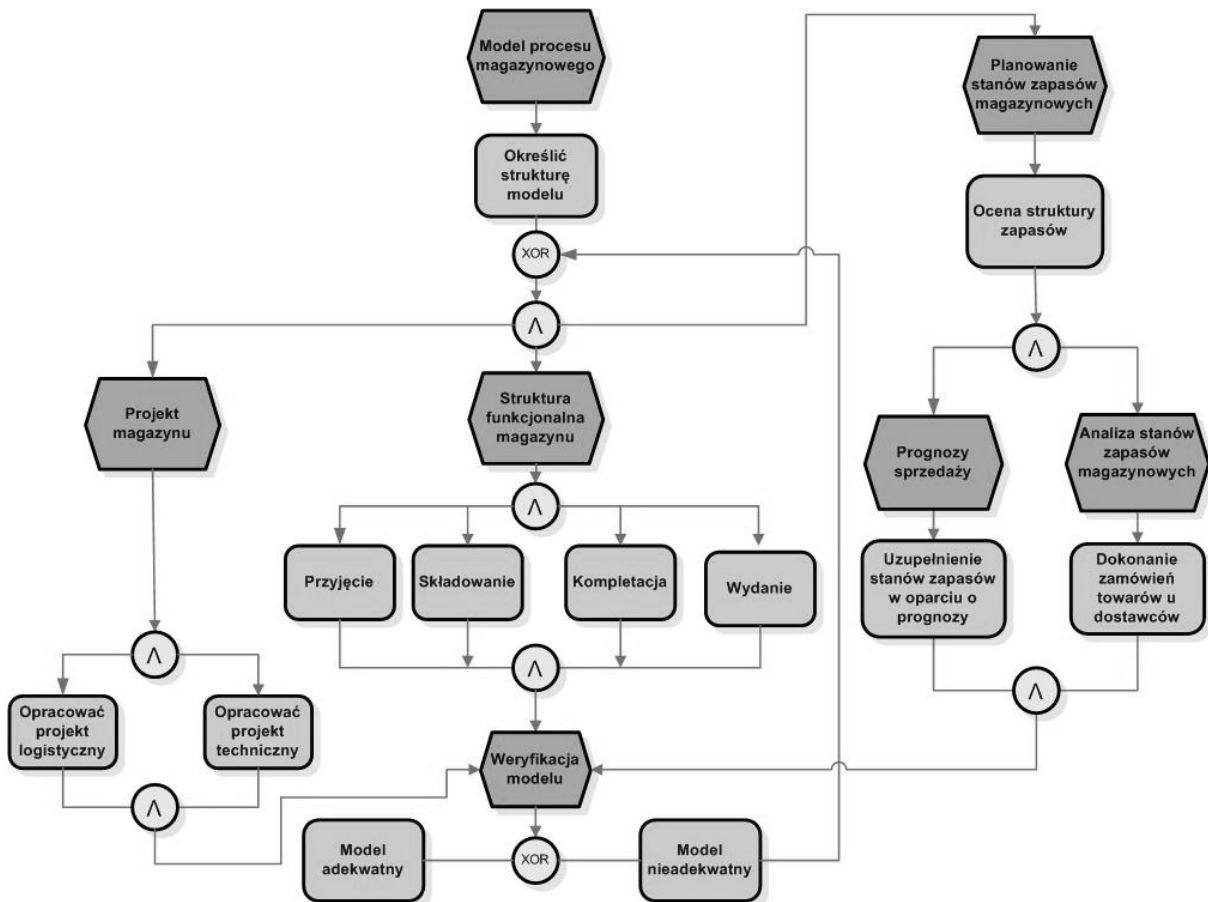 Model procesu
magazynowego
Planowanie
stanów zapasów
magazynowych
Określić
strukturę
modelu
Ocena struktury
zapasów
XOR
Λ
Λ
Projekt
magazynu
Struktura
funkcjonalna
magazynu
Prognozy
sprzedaży
Analiza stanów
zapasów
magazynowych
Λ
Przyjęcie
Składowanie
Kompletacja
Wydanie
Uzupełnienie
stanów zapasów
w oparciu o
prognozy
Dokonanie
zamówień
towarów u
dostawców
Λ
Λ
Λ
Opracować
projekt
logistyczny
Opracować
projekt
techniczny
Weryfikacja
modelu
Λ
Model
adekwatny
XOR
Model
nieadekwatny